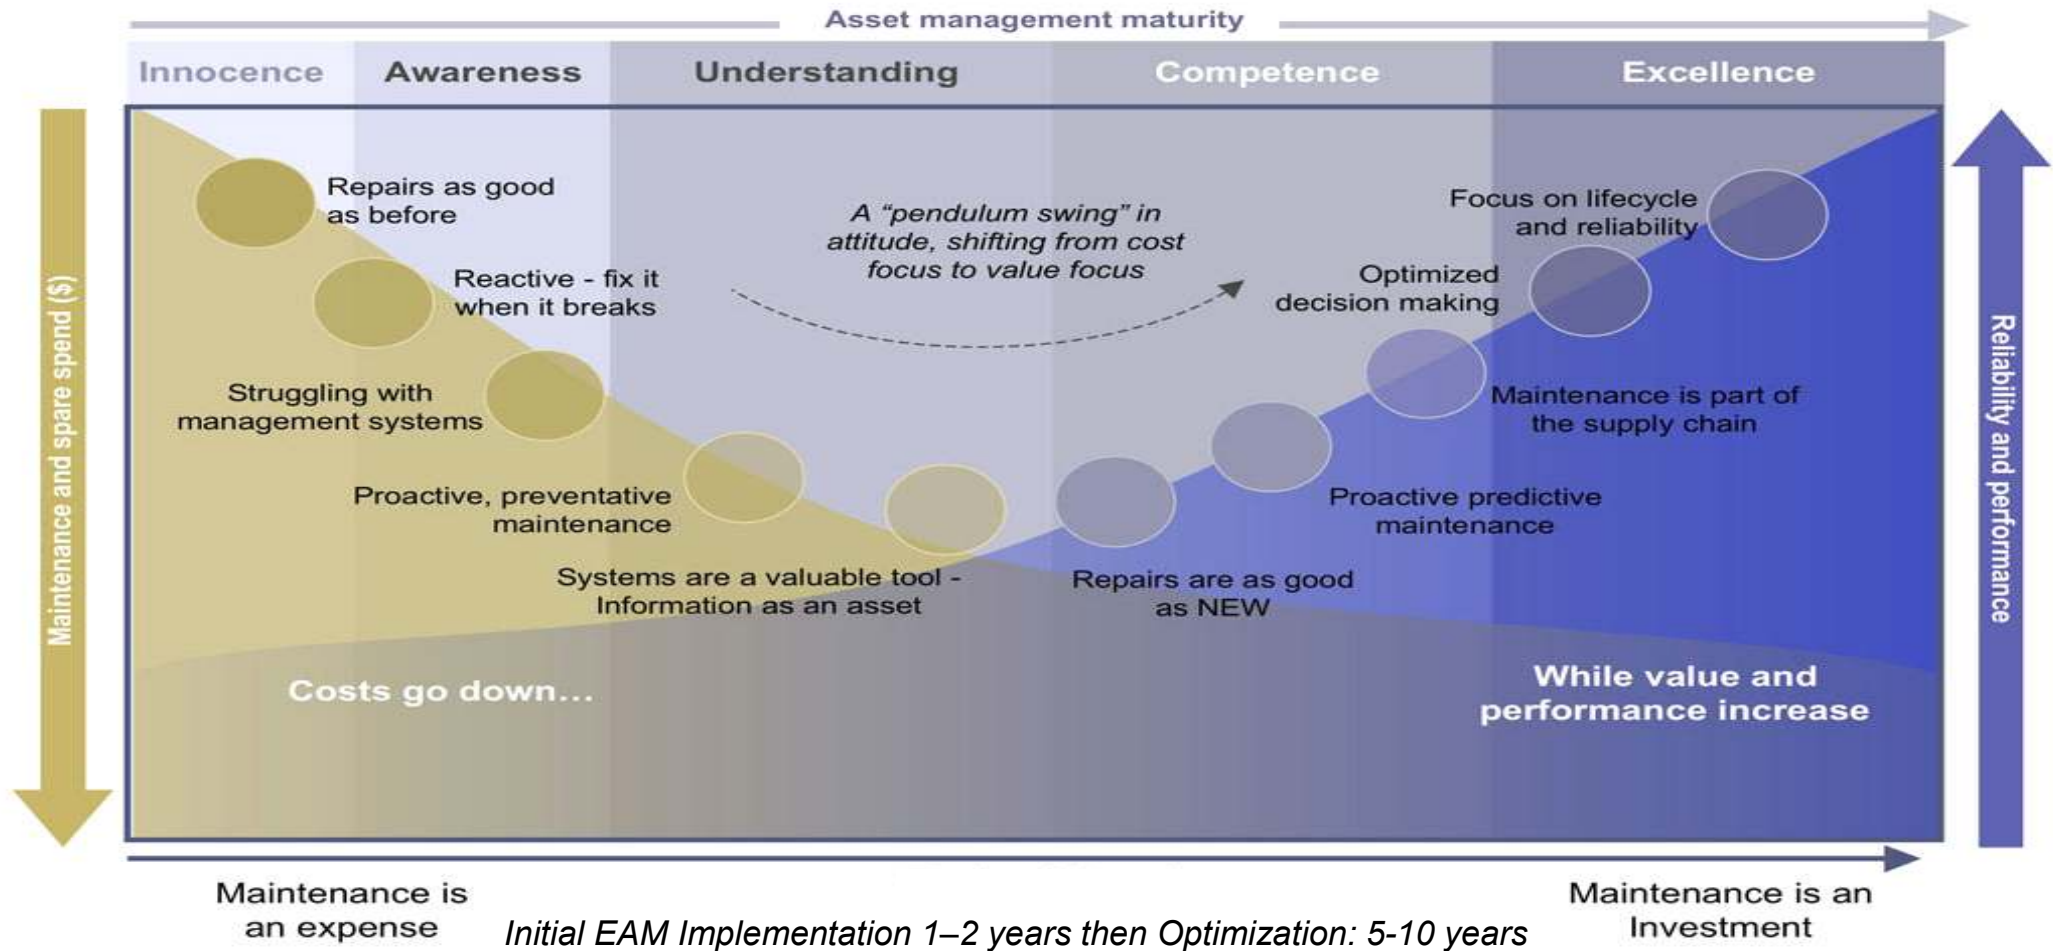 Asset management maturity
Innocence
Awareness
Understanding
Competence
Excellence
Maintenance and spare spend ($)
Reliability and performance
Repairs as good
as before
Reactive - fix it
when it breaks
Struggling with
management systems
Proactive, preventative
maintenance
Systems are a valuable tool -
Information as an asset
A “pendulum swing” in
attitude, shifting from cost
focus to value focus
Repairs are as good
as NEW
Proactive predictive
maintenance
Maintenance is part of
the supply chain
Optimized
decision making
Focus on lifecycle
and reliability
Costs go down...
While value and
performance increase
Maintenance is
an expense
Initial EAM Implementation 1–2 years then Optimization: 5-10 years
Maintenance is an
Investment